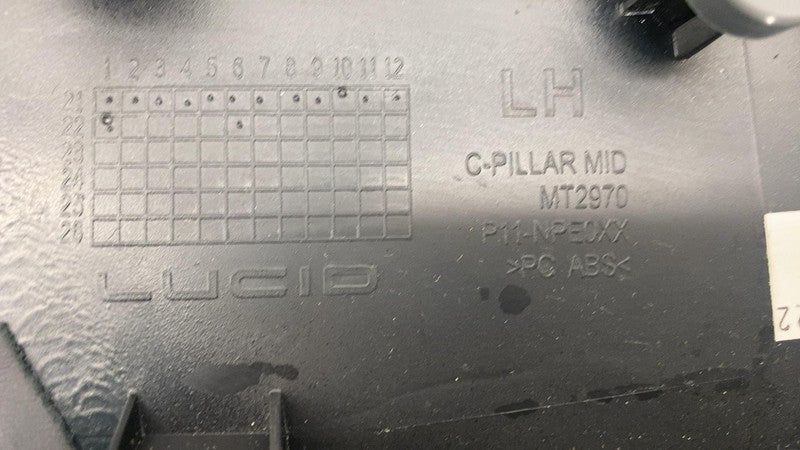 1 2 3 4 5 6 7 8 9 10 11 12
21
22
23
24
25
26
LUCID
LH
C-PILLAR MID
MT2970
P11-NPE0XX
>PC ABS<
22